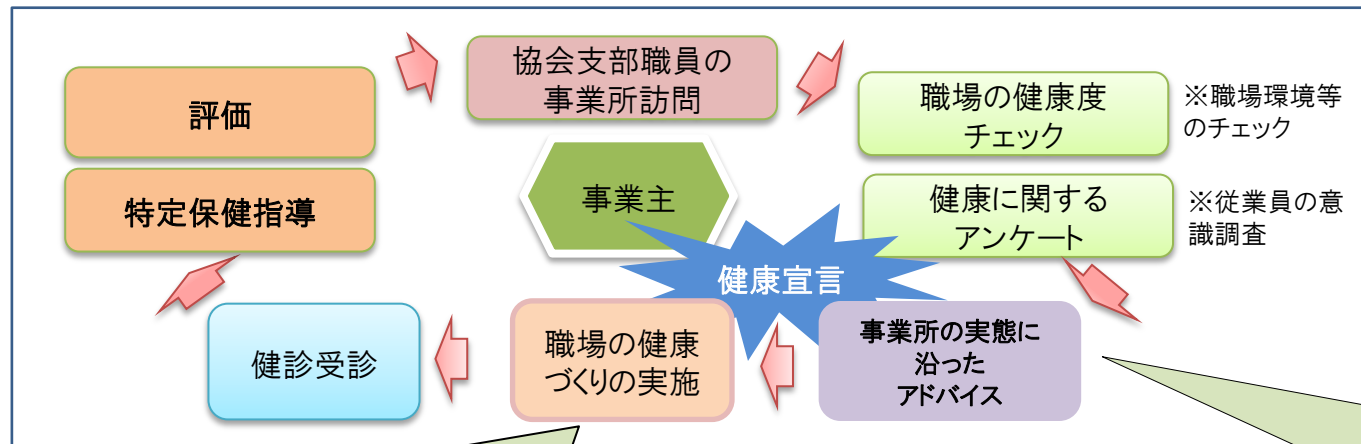 協会支部職員の
事業所訪問
評価
職場の健康度
チェック
※職場環境等
のチェック
特定保健指導
事業主
健康に関する
アンケート
※従業員の意
識調査
健康宣言
健診受診
職場の健康
づくりの実施
事業所の実態に
沿った
アドバイス